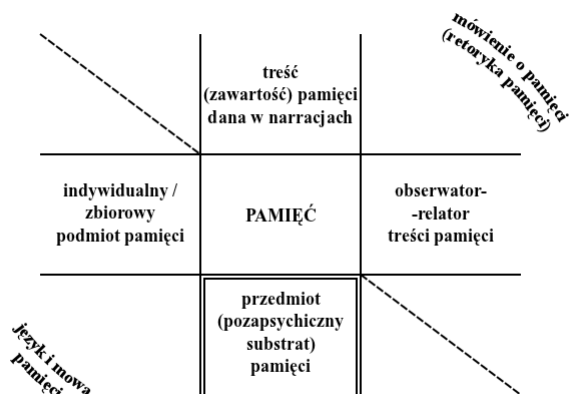 mówienie o pamięci
(retoryka pamięci)
treść
(zawartość) pamięci
dana w narracjach
indywidualny /
zbiorowy
podmiot pamięci
PAMIĘĆ
obserwator-
-relator
treści pamięci
przedmiot
(pozapsychiczny
substrat)
pamięci
język i mowa
pamięci